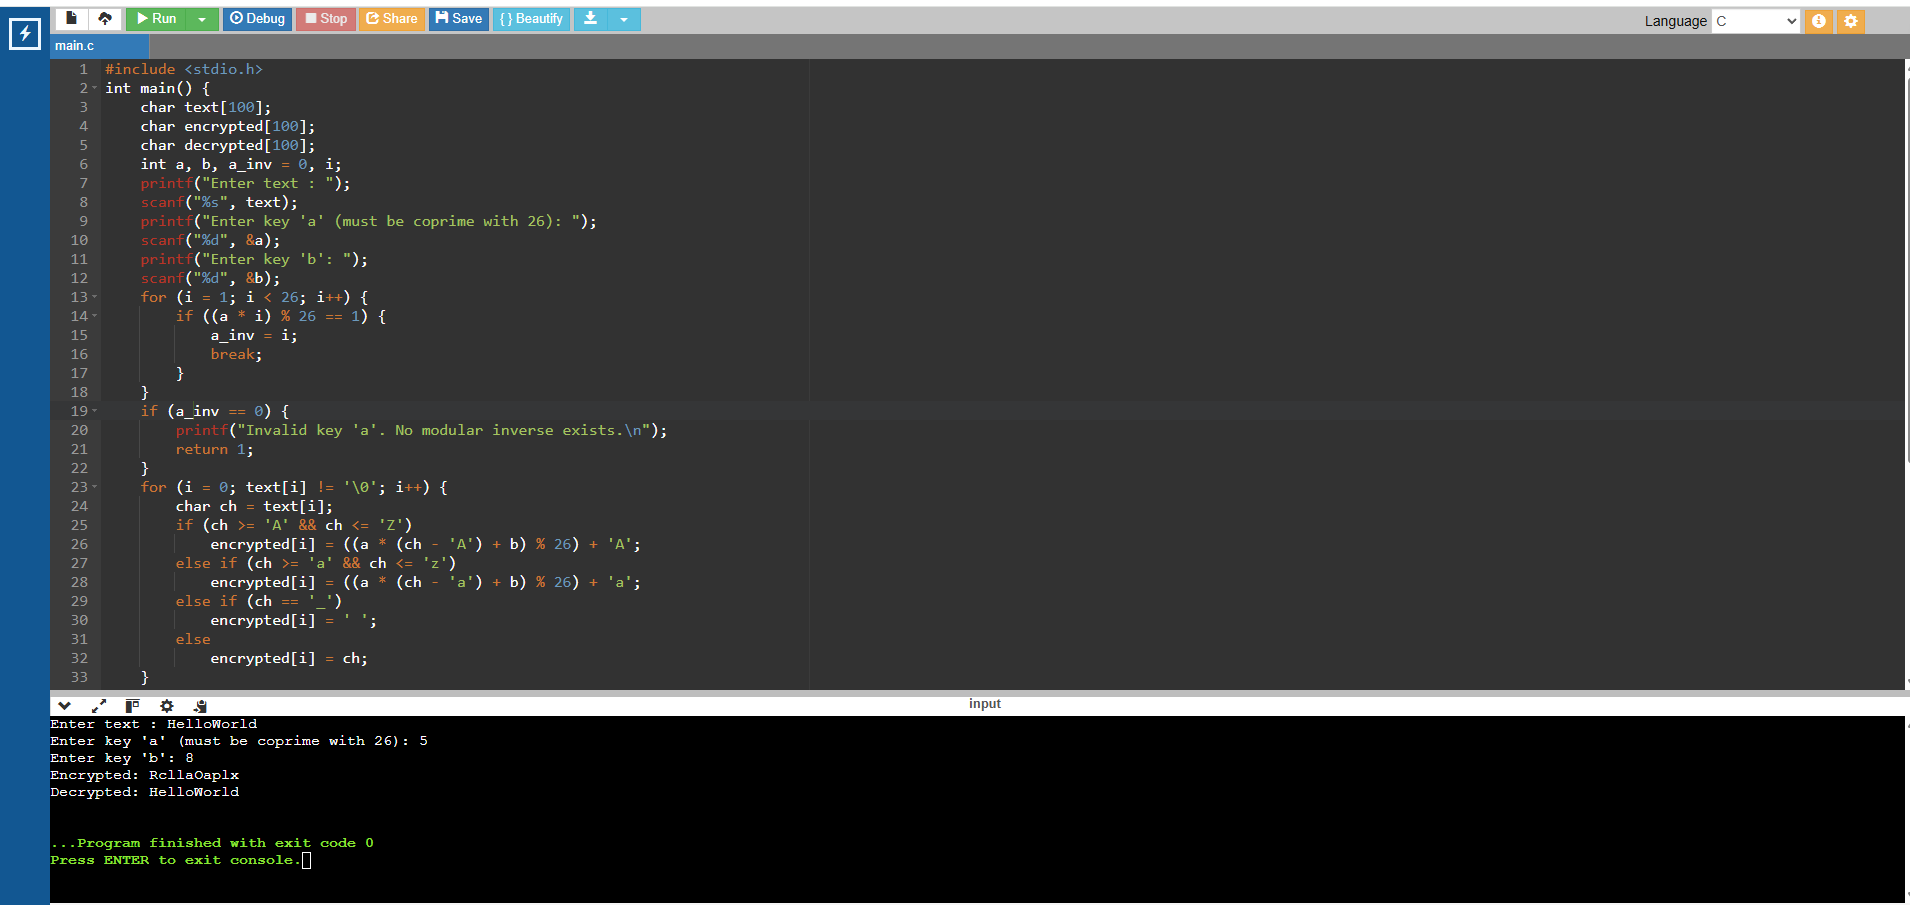 Run Debug Stop Share Save { } Beautify Language C
main.c
1 #include <stdio.h>
2 int main() {
3     char text[100];
4     char encrypted[100];
5     char decrypted[100];
6     int a, b, a_inv = 0, i;
7     printf("Enter text : ");
8     scanf("%s", text);
9     printf("Enter key 'a' (must be coprime with 26): ");
10     scanf("%d", &a);
11     printf("Enter key 'b': ");
12     scanf("%d", &b);
13     for (i = 1; i < 26; i++) {
14         if ((a * i) % 26 == 1) {
15             a_inv = i;
16             break;
17         }
18     }
19     if (a_inv == 0) {
20         printf("Invalid key 'a'. No modular inverse exists.\n");
21         return 1;
22     }
23     for (i = 0; text[i] != '\0'; i++) {
24         char ch = text[i];
25         if (ch >= 'A' && ch <= 'Z')
26             encrypted[i] = ((a * (ch - 'A') + b) % 26) + 'A';
27         else if (ch >= 'a' && ch <= 'z')
28             encrypted[i] = ((a * (ch - 'a') + b) % 26) + 'a';
29         else if (ch == '_')
30             encrypted[i] = ' ';
31         else
32             encrypted[i] = ch;
33     }
input
Enter text : HelloWorld
Enter key 'a' (must be coprime with 26): 5
Enter key 'b': 8
Encrypted: RcllaOaplx
Decrypted: HelloWorld
...Program finished with exit code 0
Press ENTER to exit console.